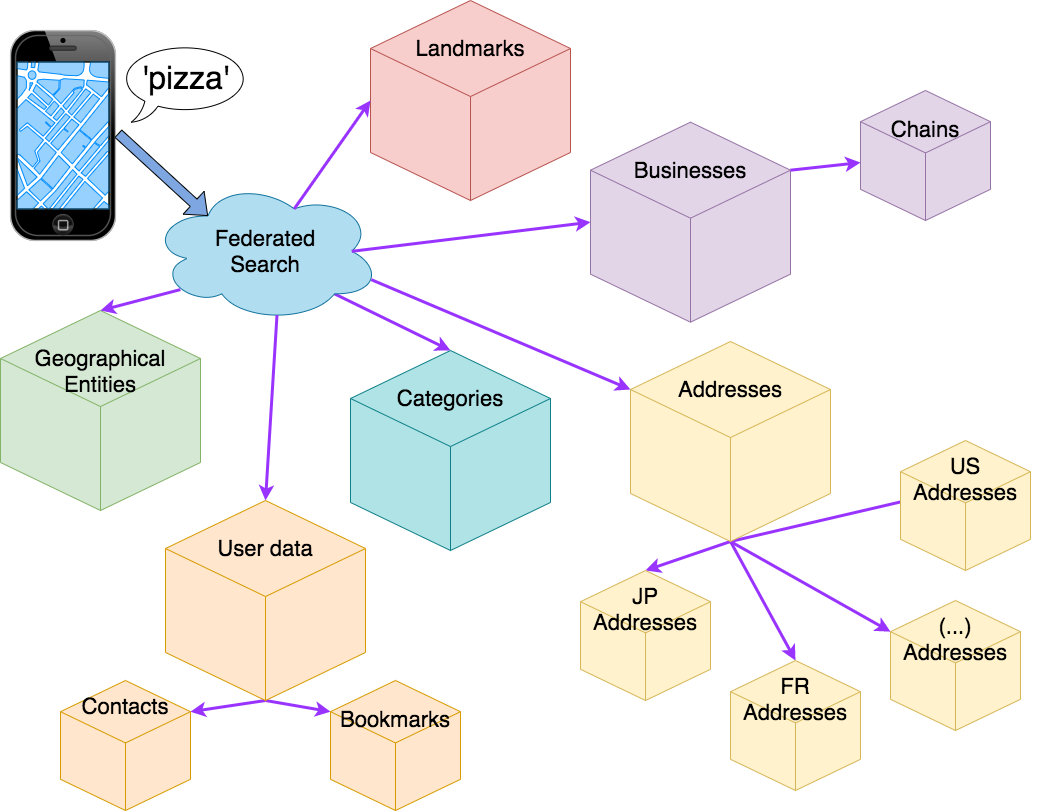 'pizza'
Landmarks
Businesses
Chains
Federated
Search
Geographical
Entities
Categories
Addresses
US
Addresses
User data
JP
Addresses
(...)
Addresses
FR
Addresses
Contacts
Bookmarks